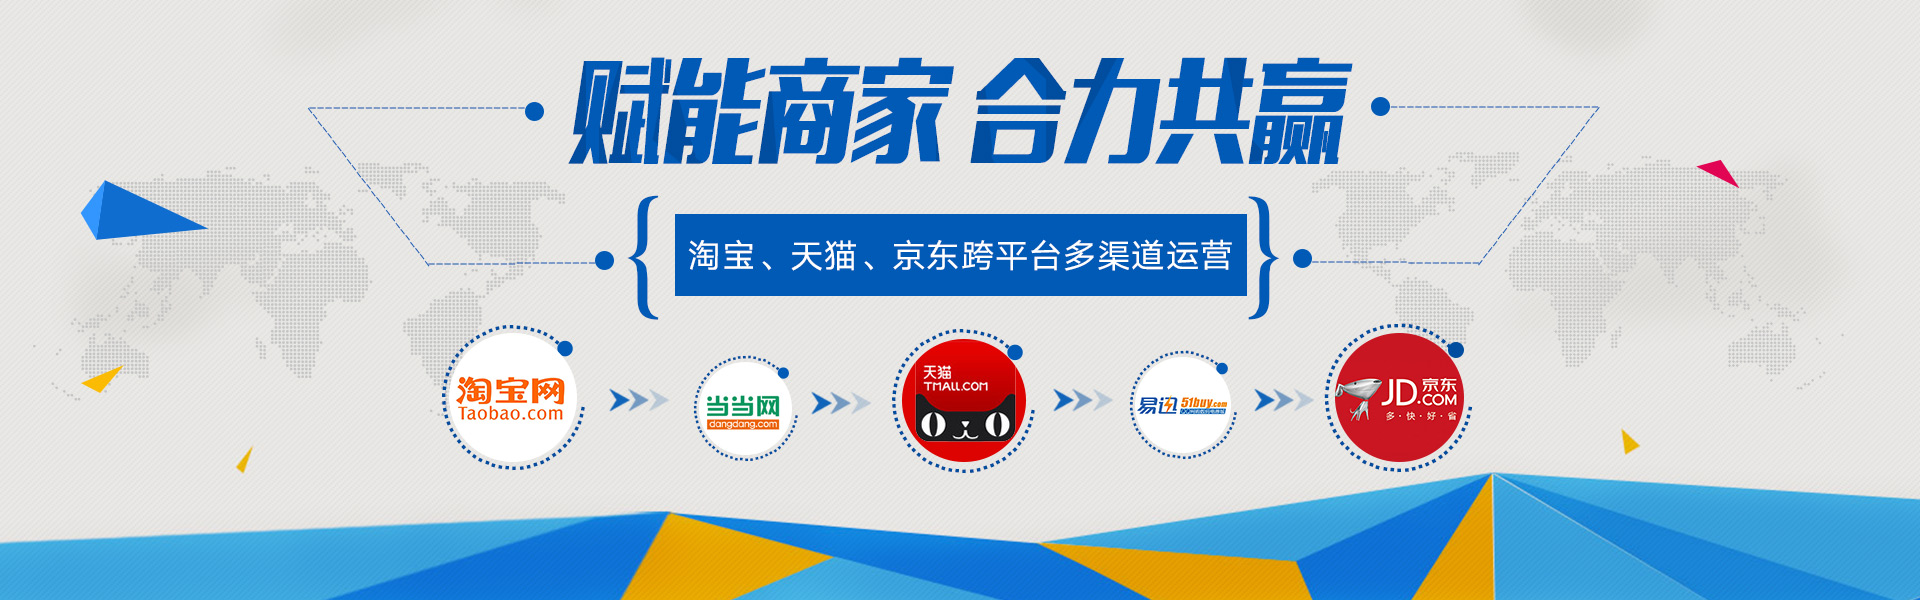 赋能商家 合力共赢
淘宝、天猫、京东跨平台多渠道运营
淘宝网
Taobao.com
当当网
dangdang.com
天猫
TMALL.COM
易迅 51buy.com
JD 京东
.COM
多·快·好·省